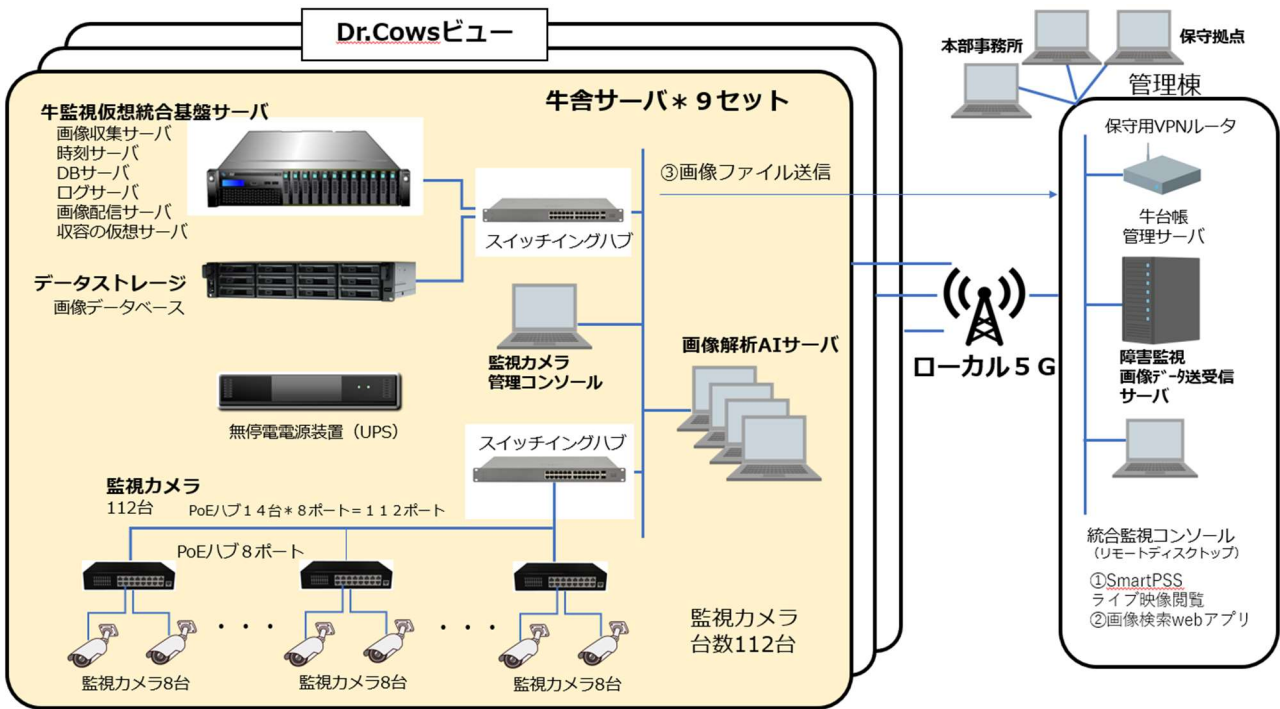 Dr.Cowsビュー
牛舎サーバ＊９セット
牛監視仮想統合基盤サーバ
画像収集サーバ
時刻サーバ
DBサーバ
ログサーバ
画像配信サーバ
収容の仮想サーバ
データストレージ
画像データベース
スイッチイングハブ
③画像ファイル送信
監視カメラ
管理コンソール
画像解析AIサーバ
無停電電源装置（UPS）
スイッチイングハブ
監視カメラ
112台
PoEハブ１４台＊８ポート＝１１２ポート
PoEハブ８ポート
・・・
・・・
監視カメラ
台数112台
監視カメラ8台
監視カメラ8台
監視カメラ8台
ローカル５G
本部事務所
保守拠点
管理棟
保守用VPNルータ
牛台帳
管理サーバ
障害監視
画像ﾃﾞｰﾀ送受信
サーバ
統合監視コンソール
（リモートディスクトップ）
①SmartPSS
ライブ映像閲覧
②画像検索webアプリ